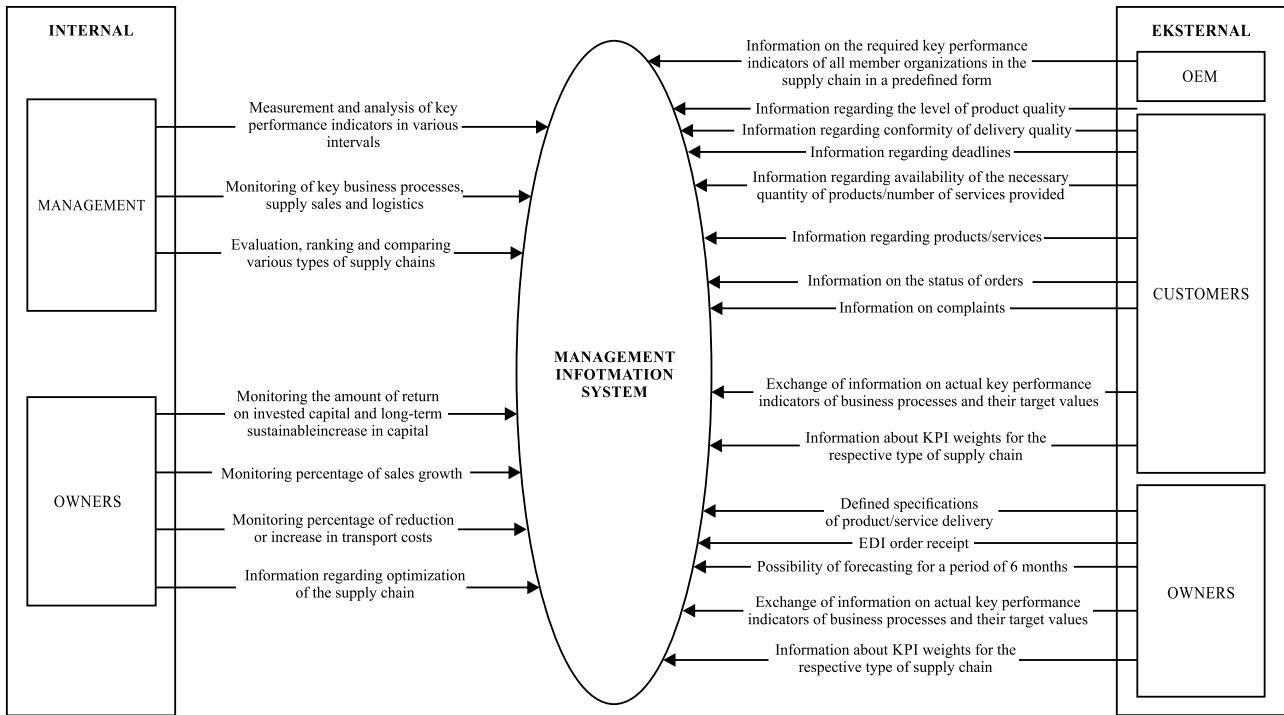 INTERNAL
MANAGEMENT
Measurement and analysis of key
performance indicators in various
intervals
Monitoring of key business processes,
supply sales and logistics
Evaluation, ranking and comparing
various types of supply chains
OWNERS
Monitoring the amount of return
on invested capital and long-term
sustainableincrease in capital
Monitoring percentage of sales growth
Monitoring percentage of reduction
or increase in transport costs
Information regarding optimization
of the supply chain
MANAGEMENT
INFOTMATION
SYSTEM
EKSTERNAL
OEM
Information on the required key performance
indicators of all member organizations in the
supply chain in a predefined form
CUSTOMERS
Information regarding the level of product quality
Information regarding conformity of delivery quality
Information regarding deadlines
Information regarding availability of the necessary
quantity of products/number of services provided
Information regarding products/services
Information on the status of orders
Information on complaints
Exchange of information on actual key performance
indicators of business processes and their target values
Information about KPI weights for the
respective type of supply chain
OWNERS
Defined specifications
of product/service delivery
EDI order receipt
Possibility of forecasting for a period of 6 months
Exchange of information on actual key performance
indicators of business processes and their target values
Information about KPI weights for the
respective type of supply chain